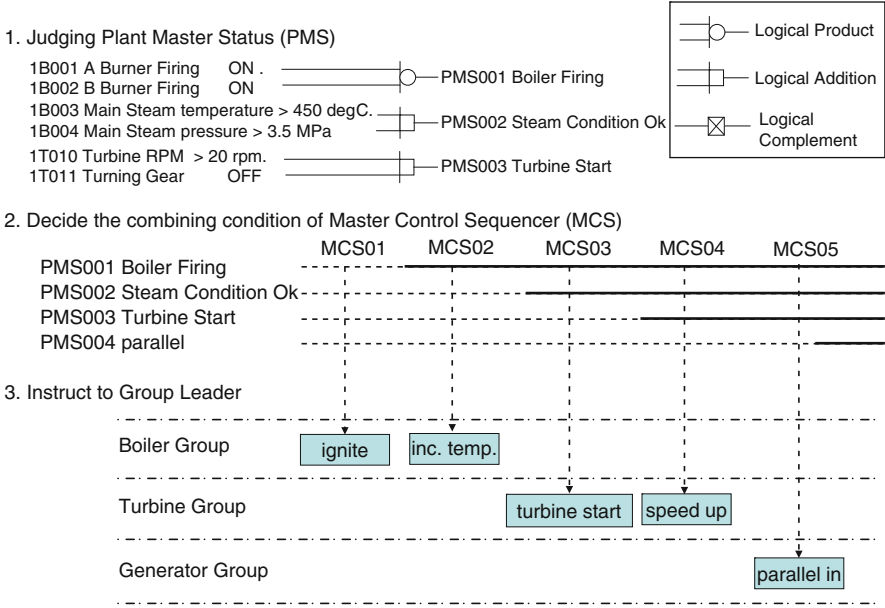 1. Judging Plant Master Status (PMS)
1B001 A Burner Firing ON .
1B002 B Burner Firing ON
PMS001 Boiler Firing
1B003 Main Steam temperature > 450 degC.
1B004 Main Steam pressure > 3.5 MPa
PMS002 Steam Condition Ok
1T010 Turbine RPM > 20 rpm.
1T011 Turning Gear OFF
PMS003 Turbine Start
Logical Product
Logical Addition
Logical
Complement
2. Decide the combining condition of Master Control Sequencer (MCS)
MCS01 MCS02 MCS03 MCS04 MCS05
PMS001 Boiler Firing
PMS002 Steam Condition Ok
PMS003 Turbine Start
PMS004 parallel
3. Instruct to Group Leader
Boiler Group ignite inc. temp.
Turbine Group turbine start speed up
Generator Group parallel in